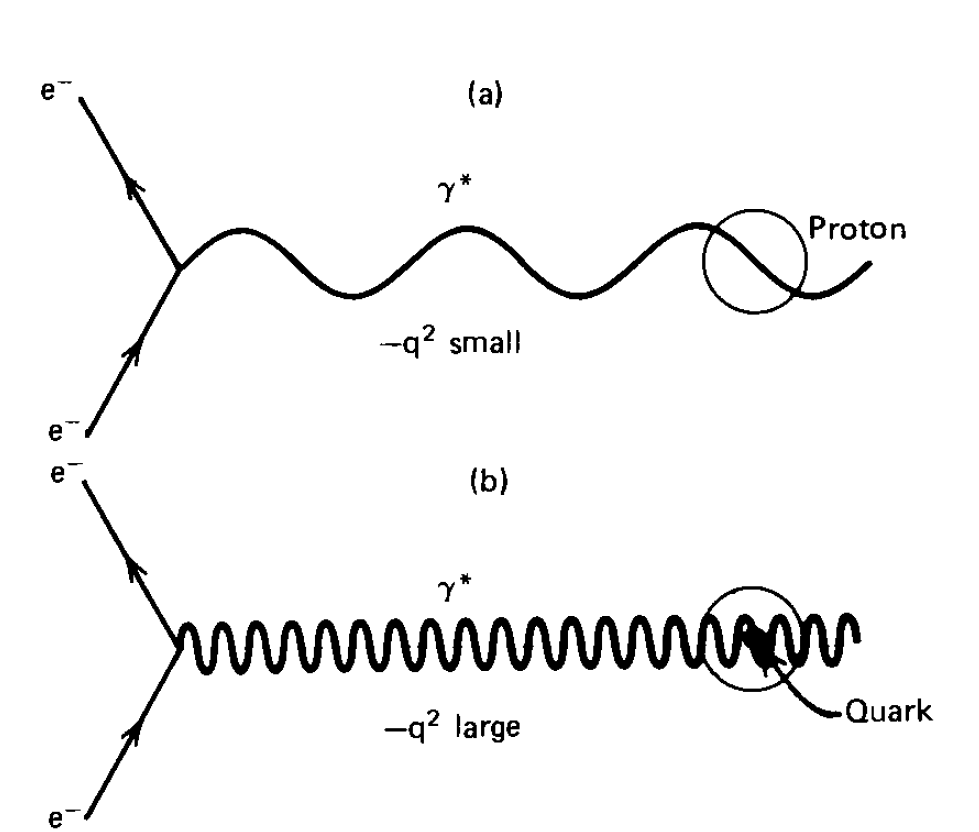 (a)
e⁻
γ*
Proton
−q² small
e⁻
e⁻
(b)
γ*
−q² large
Quark
e⁻